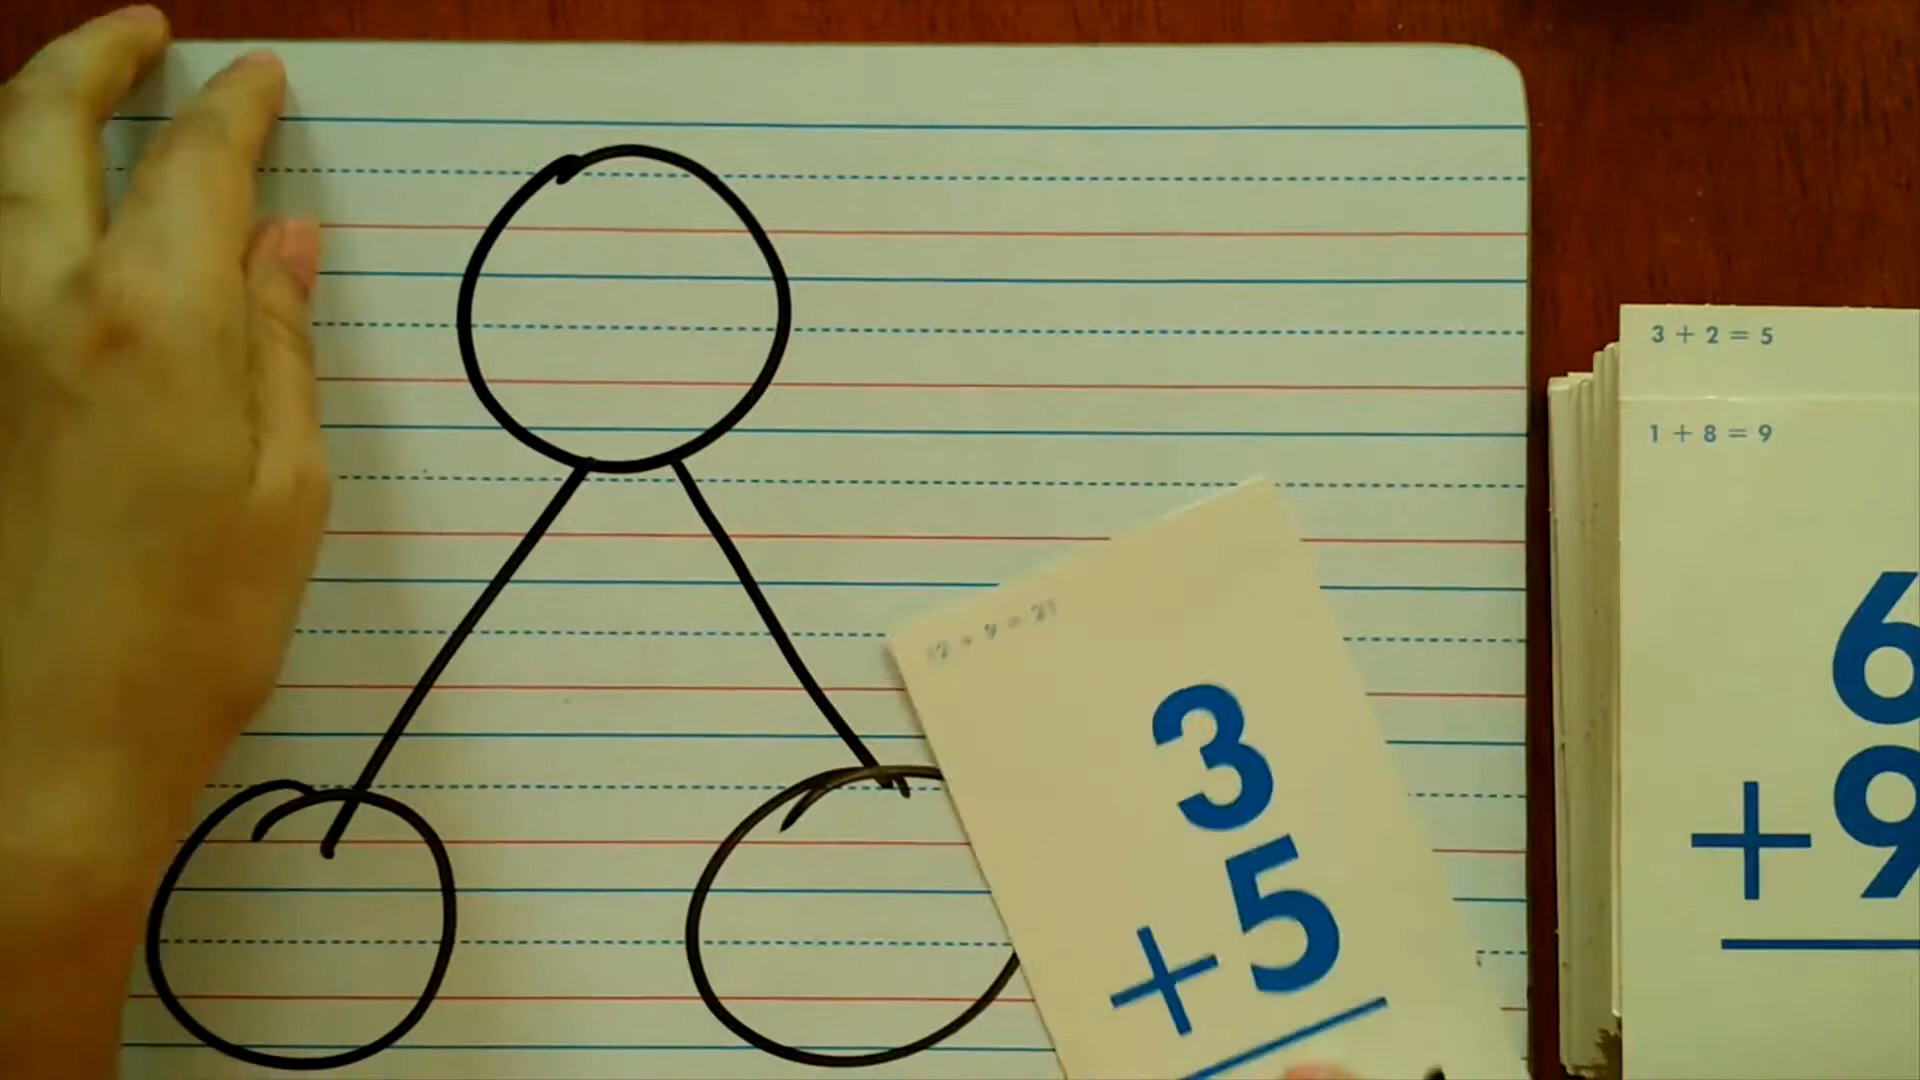 3
+5
3 + 2 = 5
1 + 8 = 9
6
+9